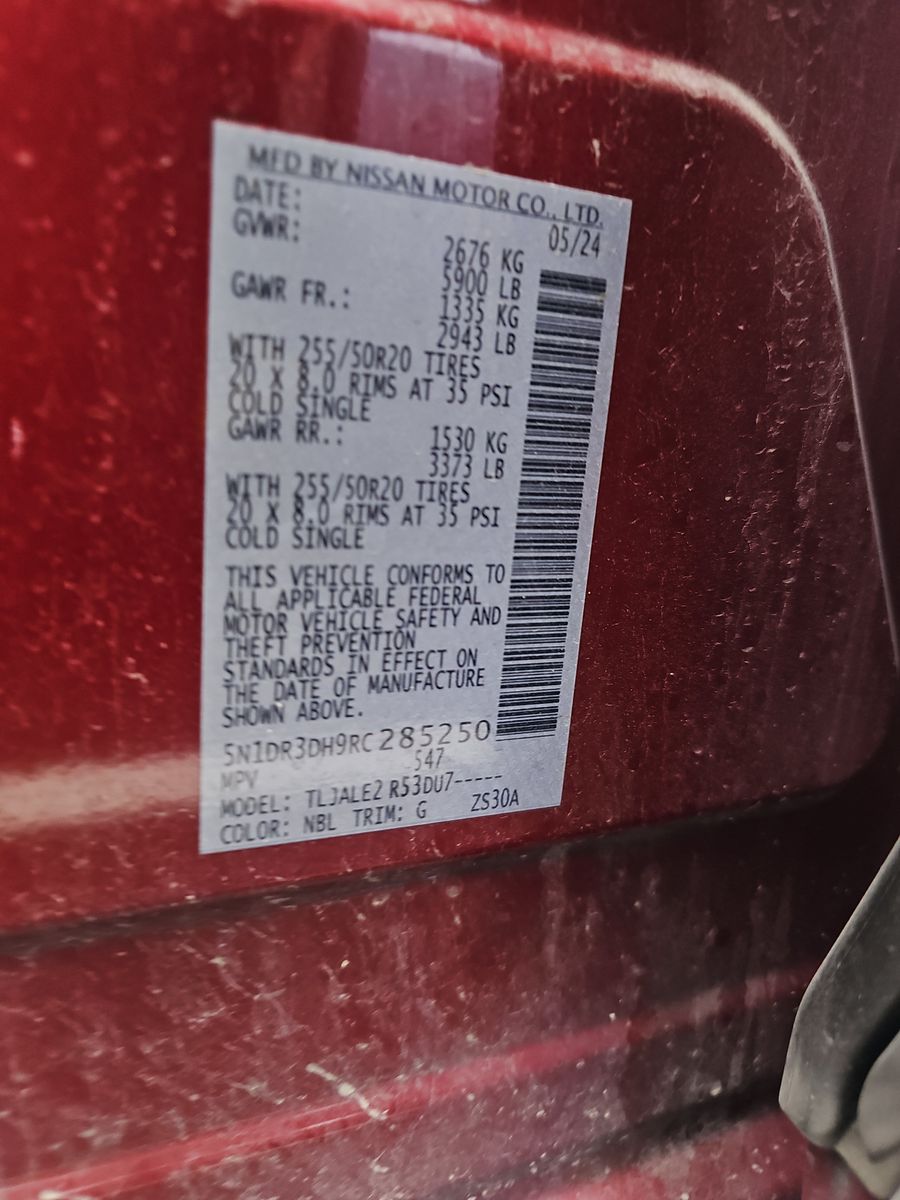 MFD BY NISSAN MOTOR CO., LTD.
DATE: 05/24
GVWR: 2676 KG
5900 LB
GAWR FR.: 1335 KG
2943 LB
WITH 255/50R20 TIRES
20 X 8.0 RIMS AT 35 PSI
COLD SINGLE
GAWR RR.: 1530 KG
3373 LB
WITH 255/50R20 TIRES
20 X 8.0 RIMS AT 35 PSI
COLD SINGLE
THIS VEHICLE CONFORMS TO
ALL APPLICABLE FEDERAL
MOTOR VEHICLE SAFETY AND
THEFT PREVENTION
STANDARDS IN EFFECT ON
THE DATE OF MANUFACTURE
SHOWN ABOVE.
5N1DR3DH9RC285250
MPV 547
MODEL: TLJALE2 R53DU7-----
COLOR: NBL TRIM: G ZS30A